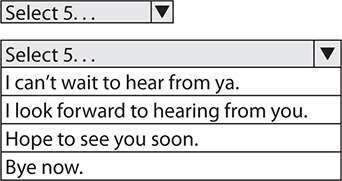 Select 5. . .
Select 5. . .
I can’t wait to hear from ya.
I look forward to hearing from you.
Hope to see you soon.
Bye now.